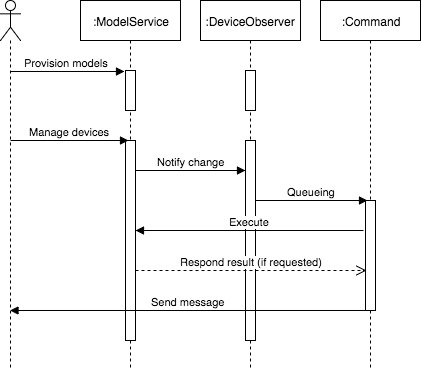 :ModelService
:DeviceObserver
:Command
Provision models
Manage devices
Notify change
Queueing
Execute
Respond result (if requested)
Send message